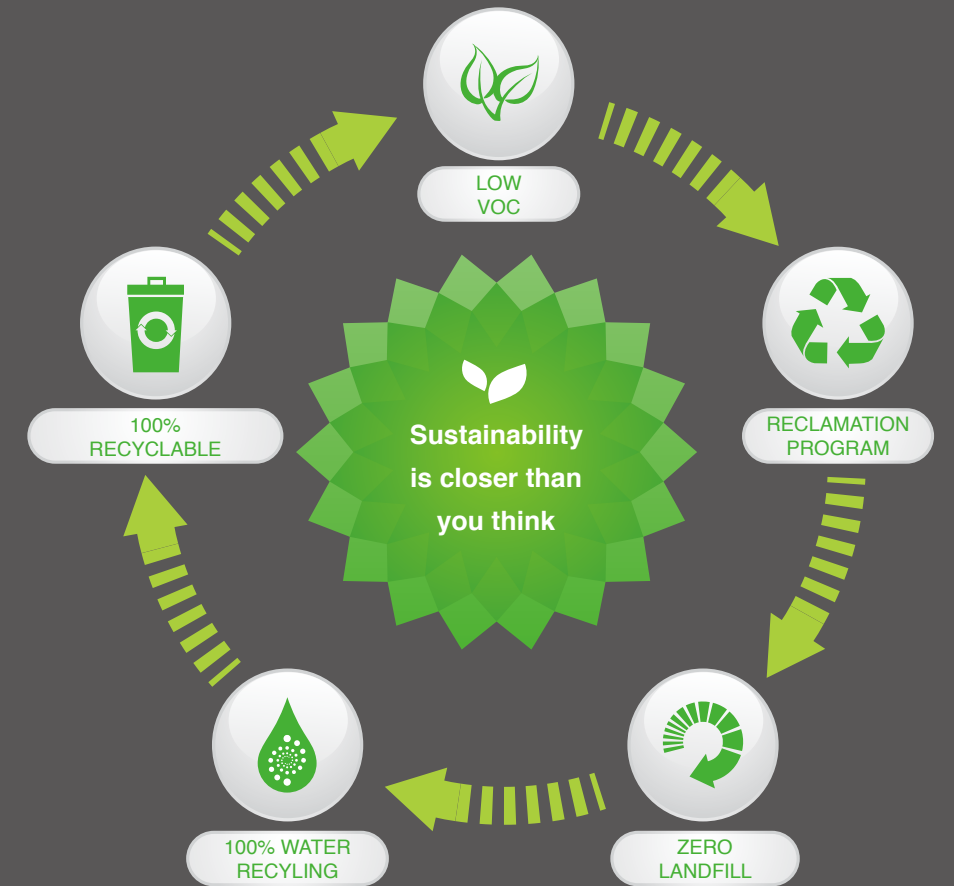 LOW
VOC
100%
RECYCLABLE
RECLAMATION
PROGRAM
Sustainability
is closer than
you think
100% WATER
RECYLING
ZERO
LANDFILL